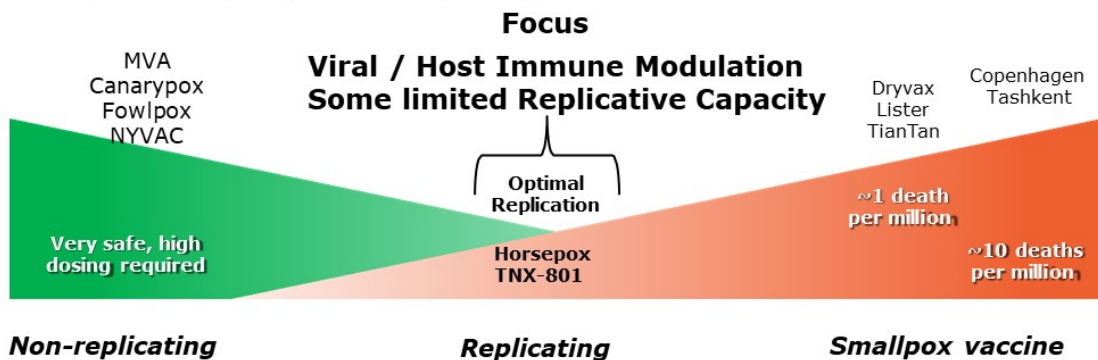 Focus
Viral / Host Immune Modulation
Some limited Replicative Capacity
MVA
Canarypox
Fowlpox
NYVAC
Dryvax
Lister
TianTan
Copenhagen
Tashkent
Optimal
Replication
Horsepox
TNX-801
Very safe, high
dosing required
~1 death
per million
~10 deaths
per million
Non-replicating
Replicating
Smallpox vaccine